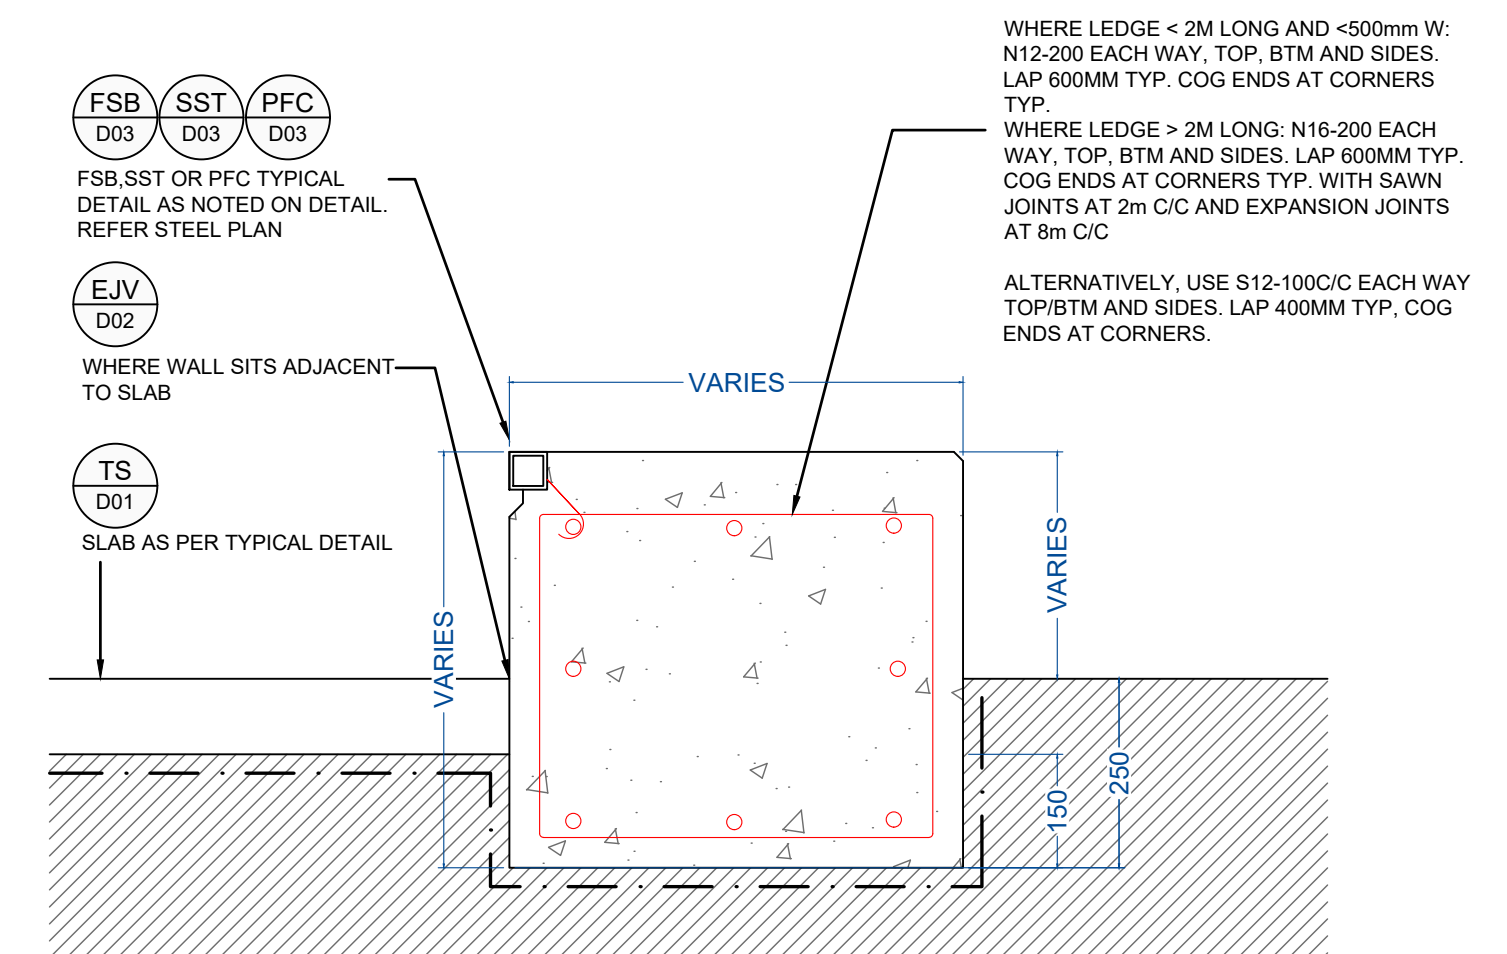 WHERE LEDGE < 2M LONG AND <500mm W:
N12-200 EACH WAY, TOP, BTM AND SIDES.
LAP 600MM TYP. COG ENDS AT CORNERS
TYP.
WHERE LEDGE > 2M LONG: N16-200 EACH
WAY, TOP, BTM AND SIDES. LAP 600MM TYP.
COG ENDS AT CORNERS TYP. WITH SAWN
JOINTS AT 2m C/C AND EXPANSION JOINTS
AT 8m C/C
ALTERNATIVELY, USE S12-100C/C EACH WAY
TOP/BTM AND SIDES. LAP 400MM TYP, COG
ENDS AT CORNERS.
FSB
D03
SST
D03
PFC
D03
FSB,SST OR PFC TYPICAL
DETAIL AS NOTED ON DETAIL.
REFER STEEL PLAN
EJV
D02
WHERE WALL SITS ADJACENT
TO SLAB
TS
D01
SLAB AS PER TYPICAL DETAIL
VARIES
VARIES
VARIES
150
250